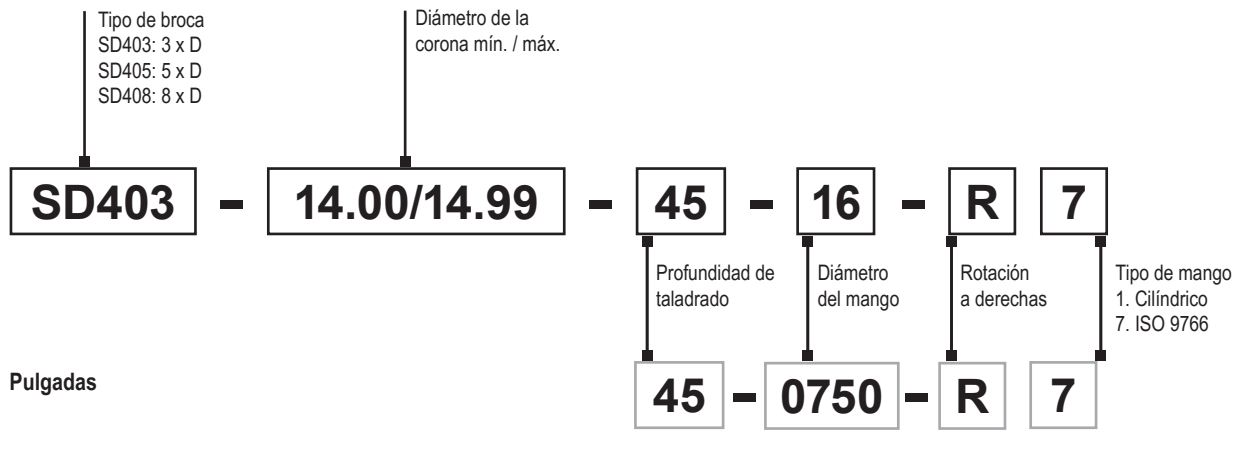 Tipo de broca
SD403: 3 x D
SD405: 5 x D
SD408: 8 x D
Diámetro de la
corona mín. / máx.
SD403 - 14.00/14.99 - 45 - 16 - R 7
Profundidad de
taladrado
Diámetro
del mango
Rotación
a derechas
Tipo de mango
1. Cilíndrico
7. ISO 9766
Pulgadas
45 - 0750 - R 7